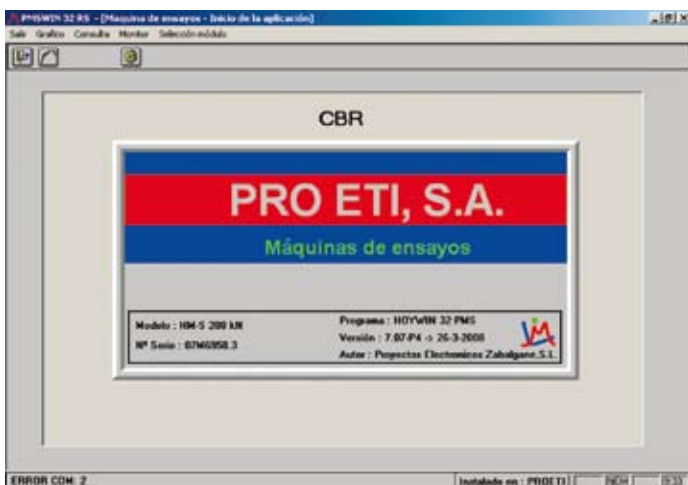 PMSWIN 32 RS - [Maquina de ensayos - Inicio de la aplicación]
Salir Grafico Consulta Monitor Selección módulo
CBR
PRO ETI, S.A.
Máquinas de ensayos
Modelo : HM-S 200 kN
Nº Serie : 07M6958.3
Programa : HOYWIN 32 PMS
Versión : 7.07-P4 -> 26-3-2008
Autor : Proyectos Electronicos Zabalgane.S.L.
ERROR COM: 2
Instalado en : PROETI
NUM